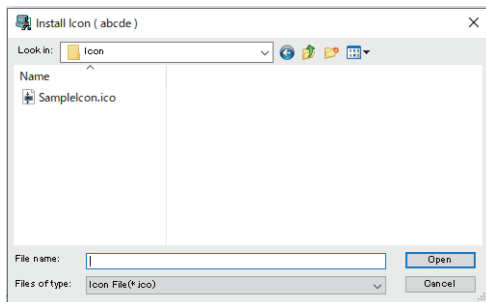 Install Icon ( abcde )
Look in: Icon
Name
SampleIcon.ico
File name: Open
Files of type: Icon File(*.ico) Cancel